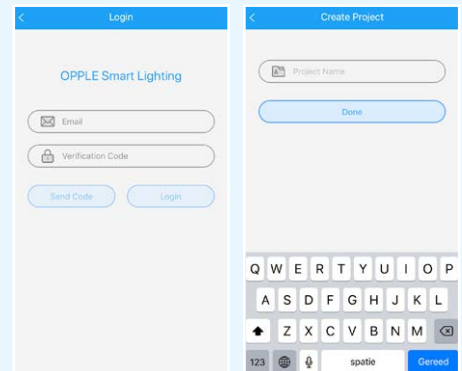 Login
OPPLE Smart Lighting
Email
Verification Code
Send Code
Login
Create Project
Project Name
Done
Q W E R T Y U I O P
A S D F G H J K L
Z X C V B N M
123 spatie Gereed